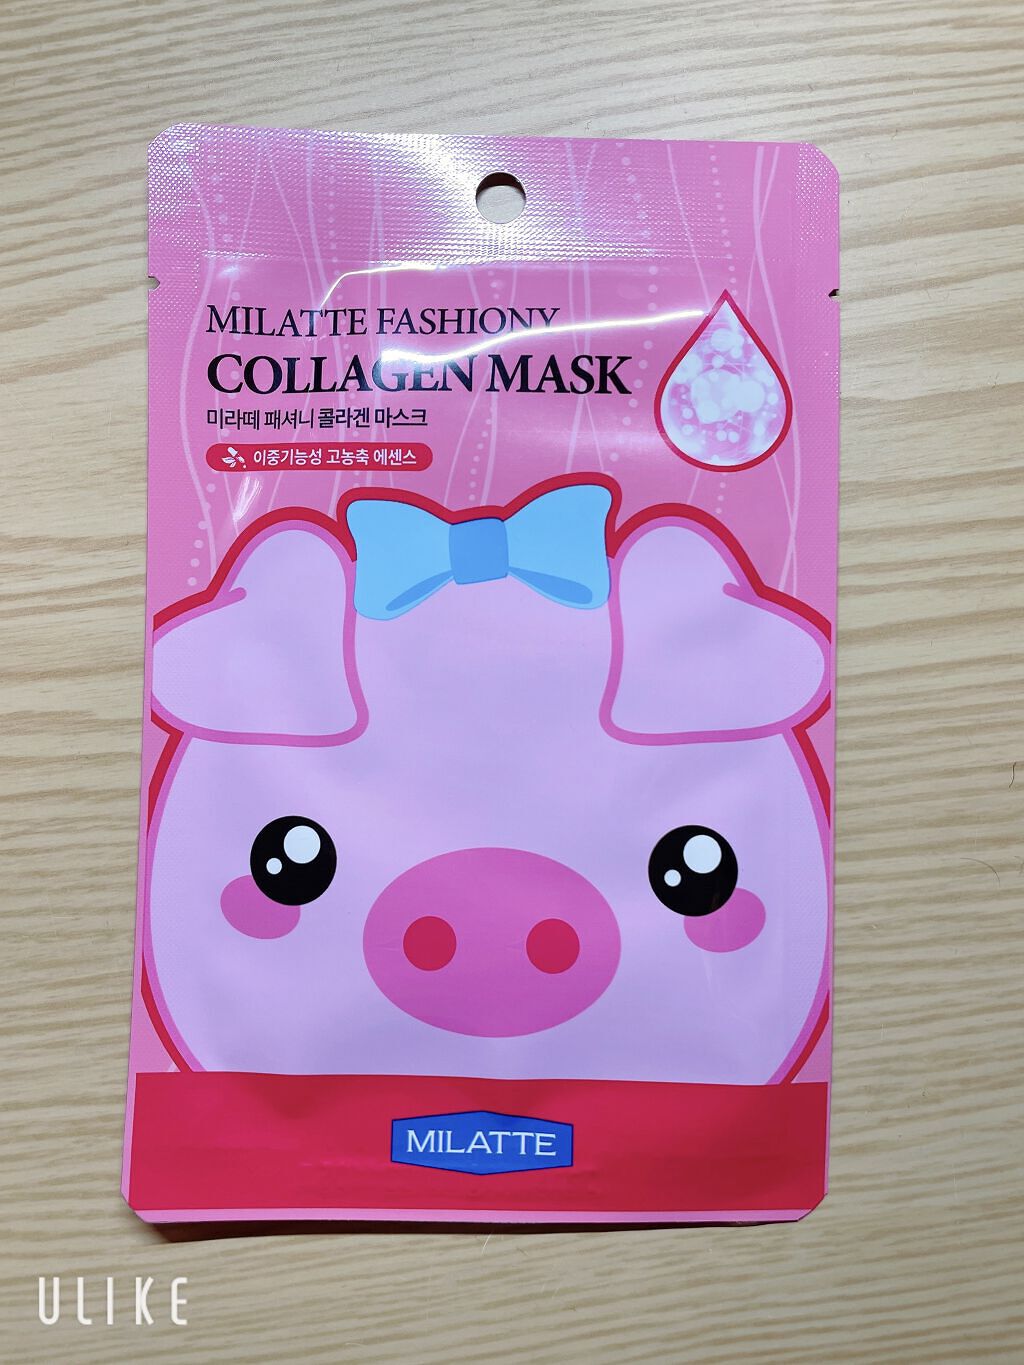 MILATTE FASHIONY
COLLAGEN MASK
미라떼 패셔니 콜라겐 마스크
이중기능성 고농축 에센스
MILATTE
ULIKE